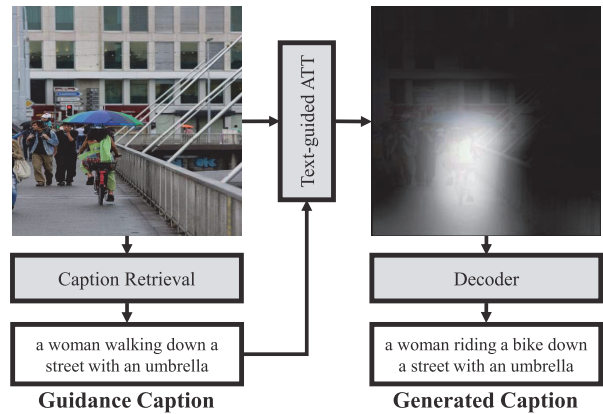 Text-guided ATT
Caption Retrieval
Decoder
a woman walking down a
street with an umbrella
a woman riding a bike down
a street with an umbrella
Guidance Caption
Generated Caption